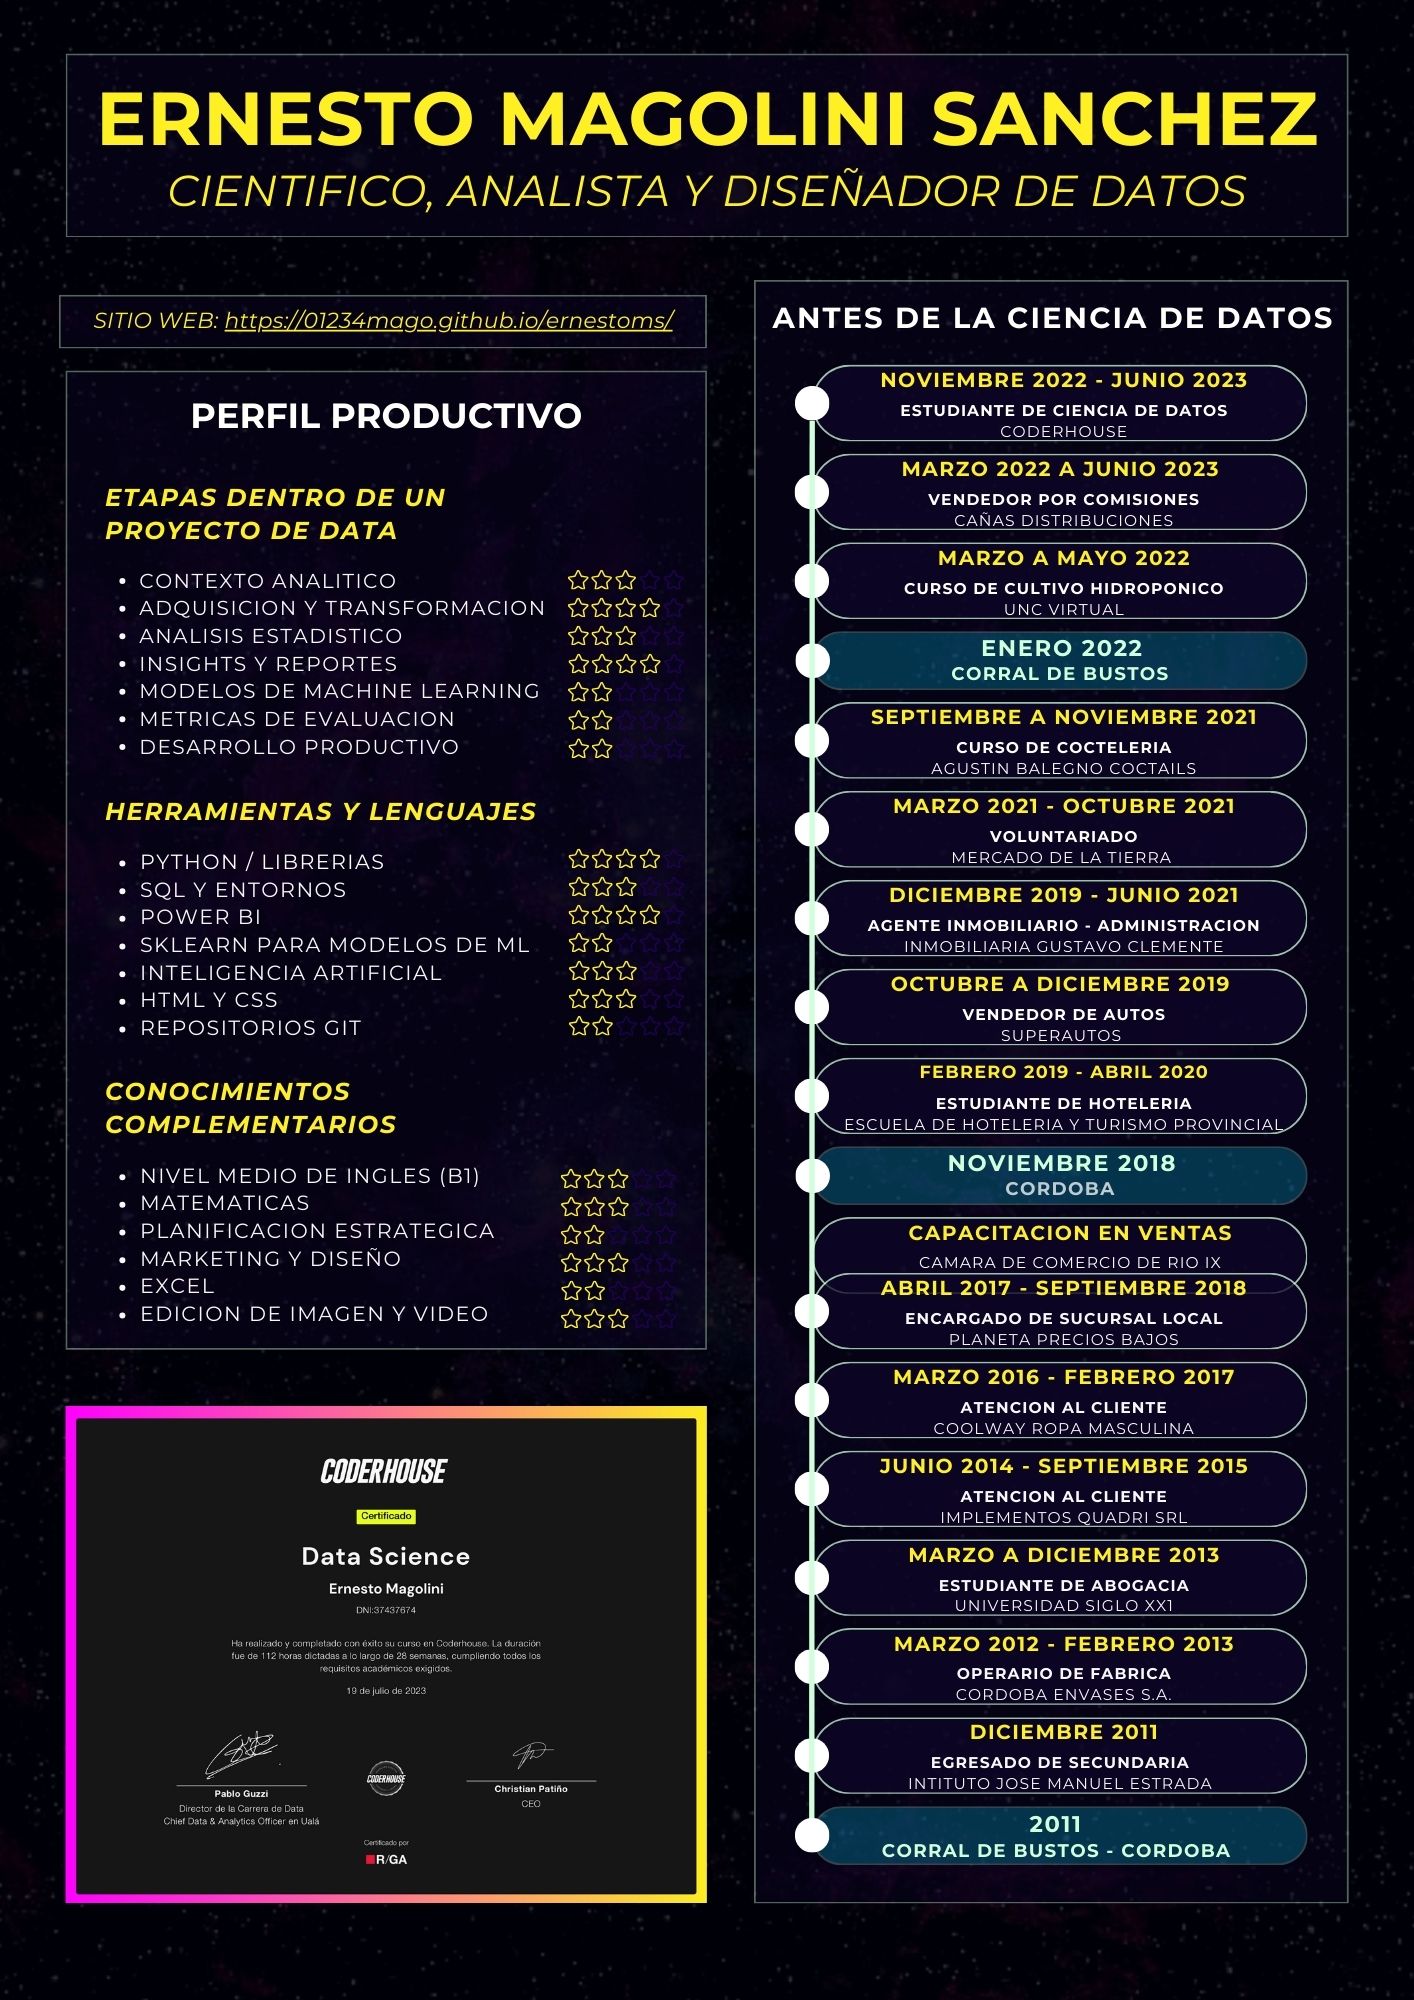 ERNESTO MAGOLINI SANCHEZ
CIENTIFICO, ANALISTA Y DISEÑADOR DE DATOS
SITIO WEB: https://01234mago.github.io/ernestoms/
PERFIL PRODUCTIVO
ETAPAS DENTRO DE UN
PROYECTO DE DATA
• CONTEXTO ANALITICO
• ADQUISICION Y TRANSFORMACION
• ANALISIS ESTADISTICO
• INSIGHTS Y REPORTES
• MODELOS DE MACHINE LEARNING
• METRICAS DE EVALUACION
• DESARROLLO PRODUCTIVO
HERRAMIENTAS Y LENGUAJES
• PYTHON / LIBRERIAS
• SQL Y ENTORNOS
• POWER BI
• SKLEARN PARA MODELOS DE ML
• INTELIGENCIA ARTIFICIAL
• HTML Y CSS
• REPOSITORIOS GIT
CONOCIMIENTOS
COMPLEMENTARIOS
• NIVEL MEDIO DE INGLES (B1)
• MATEMATICAS
• PLANIFICACION ESTRATEGICA
• MARKETING Y DISEÑO
• EXCEL
• EDICION DE IMAGEN Y VIDEO
CODERHOUSE
Certificado
Data Science
Ernesto Magolini
DNI:37437674
Ha realizado y completado con éxito su curso en Coderhouse. La duración
fue de 112 horas dictadas a lo largo de 28 semanas, cumpliendo todos los
requisitos académicos exigidos.
19 de julio de 2023
Pablo Guzzi
Director de la Carrera de Data
Chief Data & Analytics Officer en Ualá
CODERHOUSE
Christian Patiño
CEO
Certificado por
R/GA
ANTES DE LA CIENCIA DE DATOS
NOVIEMBRE 2022 - JUNIO 2023
ESTUDIANTE DE CIENCIA DE DATOS
CODERHOUSE
MARZO 2022 A JUNIO 2023
VENDEDOR POR COMISIONES
CAÑAS DISTRIBUCIONES
MARZO A MAYO 2022
CURSO DE CULTIVO HIDROPONICO
UNC VIRTUAL
ENERO 2022
CORRAL DE BUSTOS
SEPTIEMBRE A NOVIEMBRE 2021
CURSO DE COCTELERIA
AGUSTIN BALEGNO COCTAILS
MARZO 2021 - OCTUBRE 2021
VOLUNTARIADO
MERCADO DE LA TIERRA
DICIEMBRE 2019 - JUNIO 2021
AGENTE INMOBILIARIO - ADMINISTRACION
INMOBILIARIA GUSTAVO CLEMENTE
OCTUBRE A DICIEMBRE 2019
VENDEDOR DE AUTOS
SUPERAUTOS
FEBRERO 2019 - ABRIL 2020
ESTUDIANTE DE HOTELERIA
ESCUELA DE HOTELERIA Y TURISMO PROVINCIAL
NOVIEMBRE 2018
CORDOBA
CAPACITACION EN VENTAS
CAMARA DE COMERCIO DE RIO IX
ABRIL 2017 - SEPTIEMBRE 2018
ENCARGADO DE SUCURSAL LOCAL
PLANETA PRECIOS BAJOS
MARZO 2016 - FEBRERO 2017
ATENCION AL CLIENTE
COOLWAY ROPA MASCULINA
JUNIO 2014 - SEPTIEMBRE 2015
ATENCION AL CLIENTE
IMPLEMENTOS QUADRI SRL
MARZO A DICIEMBRE 2013
ESTUDIANTE DE ABOGACIA
UNIVERSIDAD SIGLO XX1
MARZO 2012 - FEBRERO 2013
OPERARIO DE FABRICA
CORDOBA ENVASES S.A.
DICIEMBRE 2011
EGRESADO DE SECUNDARIA
INTITUTO JOSE MANUEL ESTRADA
2011
CORRAL DE BUSTOS - CORDOBA